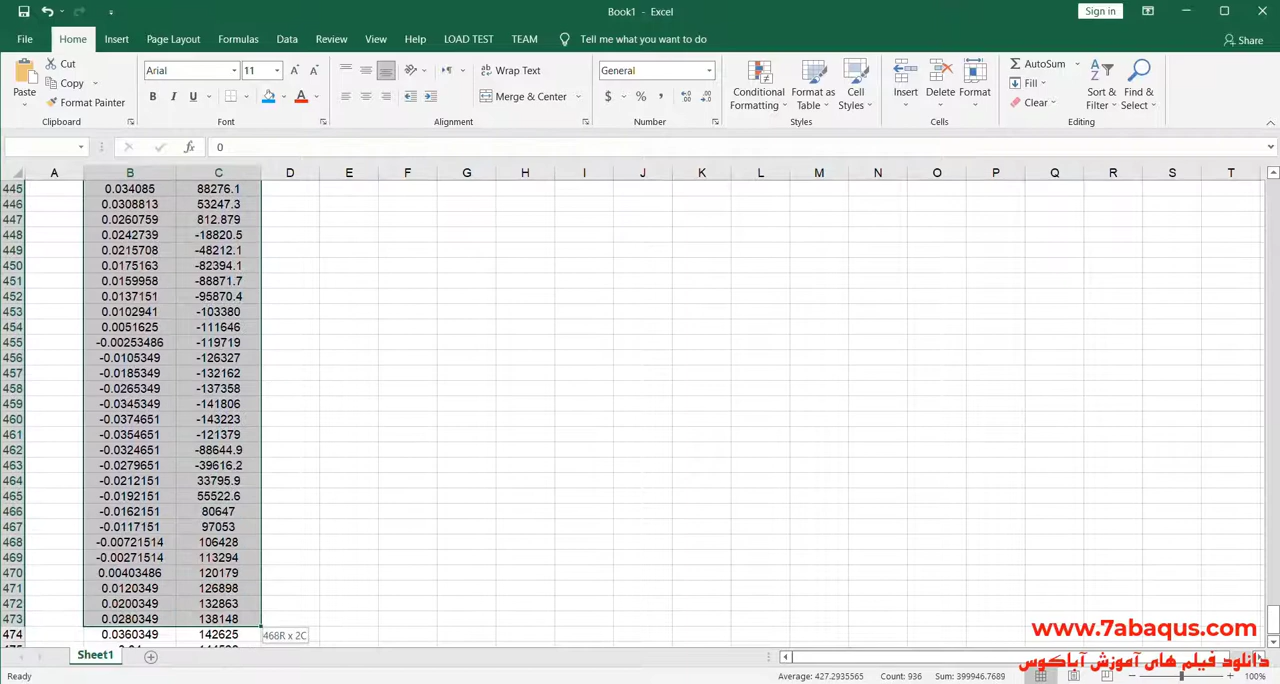 Book1 - Excel
Sign in
File Home Insert Page Layout Formulas Data Review View Help LOAD TEST TEAM Tell me what you want to do Share
Paste Cut Copy Format Painter Clipboard
Arial 11 B I U A Font
Wrap Text Merge & Center Alignment
General $ % , Number
Conditional Formatting Format as Table Cell Styles Styles
Insert Delete Format Cells
AutoSum Fill Clear Sort & Filter Find & Select Editing
fx 0
A B C D E F G H I J K L M N O P Q R S T
445 0.034085 88276.1
446 0.0308813 53247.3
447 0.0260759 812.879
448 0.0242739 -18820.5
449 0.0215708 -48212.1
450 0.0175163 -82394.1
451 0.0159958 -88871.7
452 0.0137151 -95870.4
453 0.0102941 -103380
454 0.0051625 -111646
455 -0.00253486 -119719
456 -0.0105349 -126327
457 -0.0185349 -132162
458 -0.0265349 -137358
459 -0.0345349 -141806
460 -0.0374651 -143223
461 -0.0354651 -121379
462 -0.0324651 -88644.9
463 -0.0279651 -39616.2
464 -0.0212151 33795.9
465 -0.0192151 55522.6
466 -0.0162151 80647
467 -0.0117151 97053
468 -0.00721514 106428
469 -0.00271514 113294
470 0.00403486 120179
471 0.0120349 126898
472 0.0200349 132863
473 0.0280349 138148
474 0.0360349 142625
468R x 2C
www.7abaqus.com
دانلود فیلم های آموزش آباکوس
Sheet1
Ready Average: 427.2935565 Count: 936 Sum: 399946.7689 100%